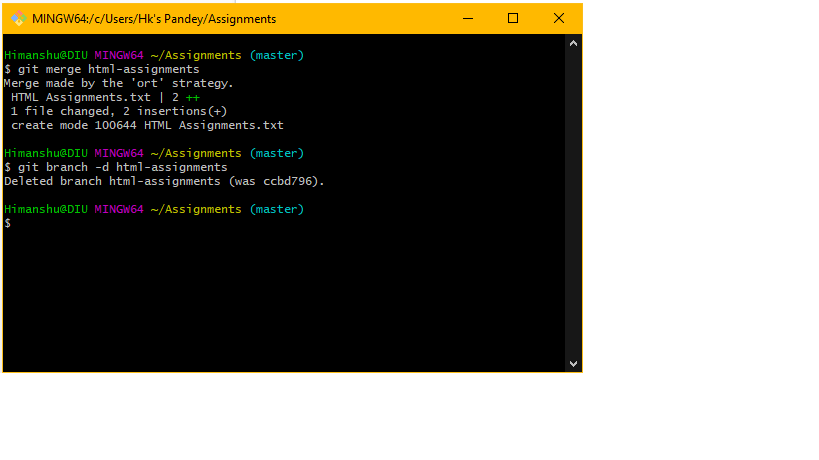 MINGW64:/c/Users/Hk's Pandey/Assignments
Himanshu@DIU MINGW64 ~/Assignments (master)
$ git merge html-assignments
Merge made by the 'ort' strategy.
 HTML Assignments.txt | 2 ++
 1 file changed, 2 insertions(+)
 create mode 100644 HTML Assignments.txt
Himanshu@DIU MINGW64 ~/Assignments (master)
$ git branch -d html-assignments
Deleted branch html-assignments (was ccbd796).
Himanshu@DIU MINGW64 ~/Assignments (master)
$